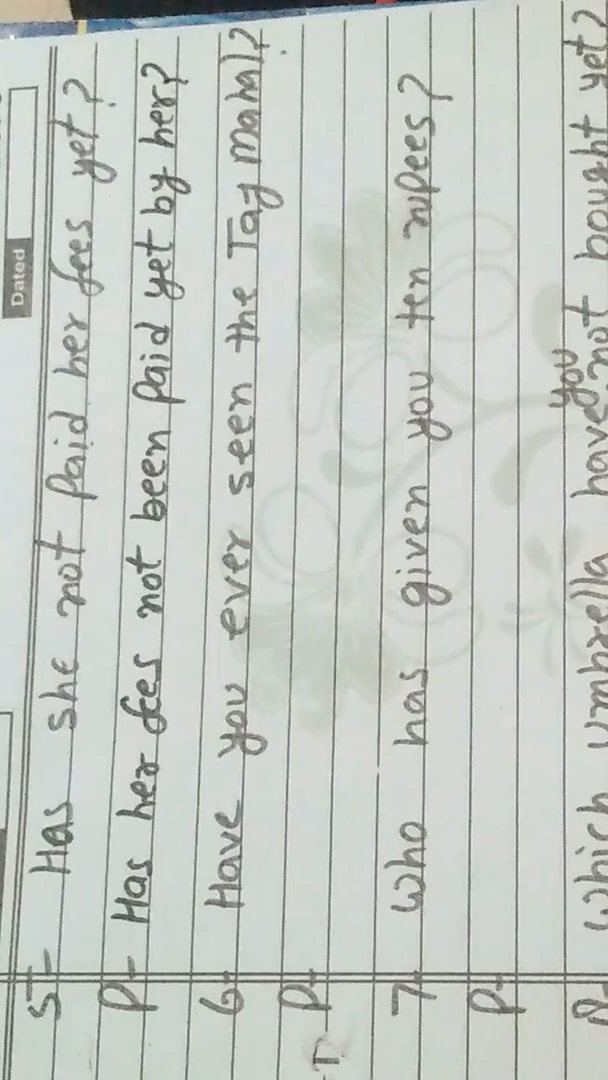 Dated
5- Has she not paid her fees yet?
P- Has her fees not been paid yet by her?
6- Have you ever seen the Taj Mahal?
P-
7- Who has given you ten rupees?
P-
you
Which umbrella have not bought yet?